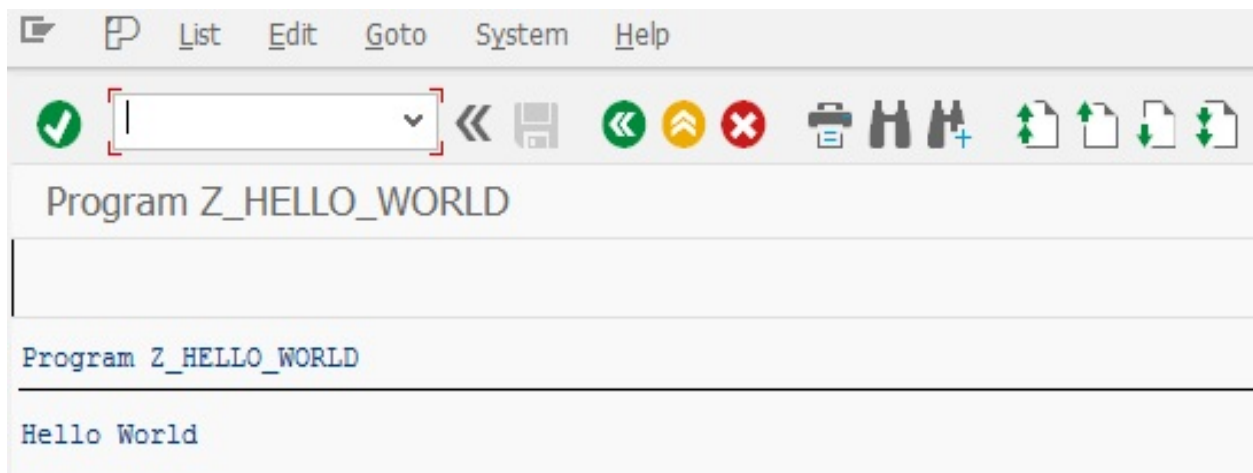 List Edit Goto System Help
Program Z_HELLO_WORLD
Program Z_HELLO_WORLD
Hello World